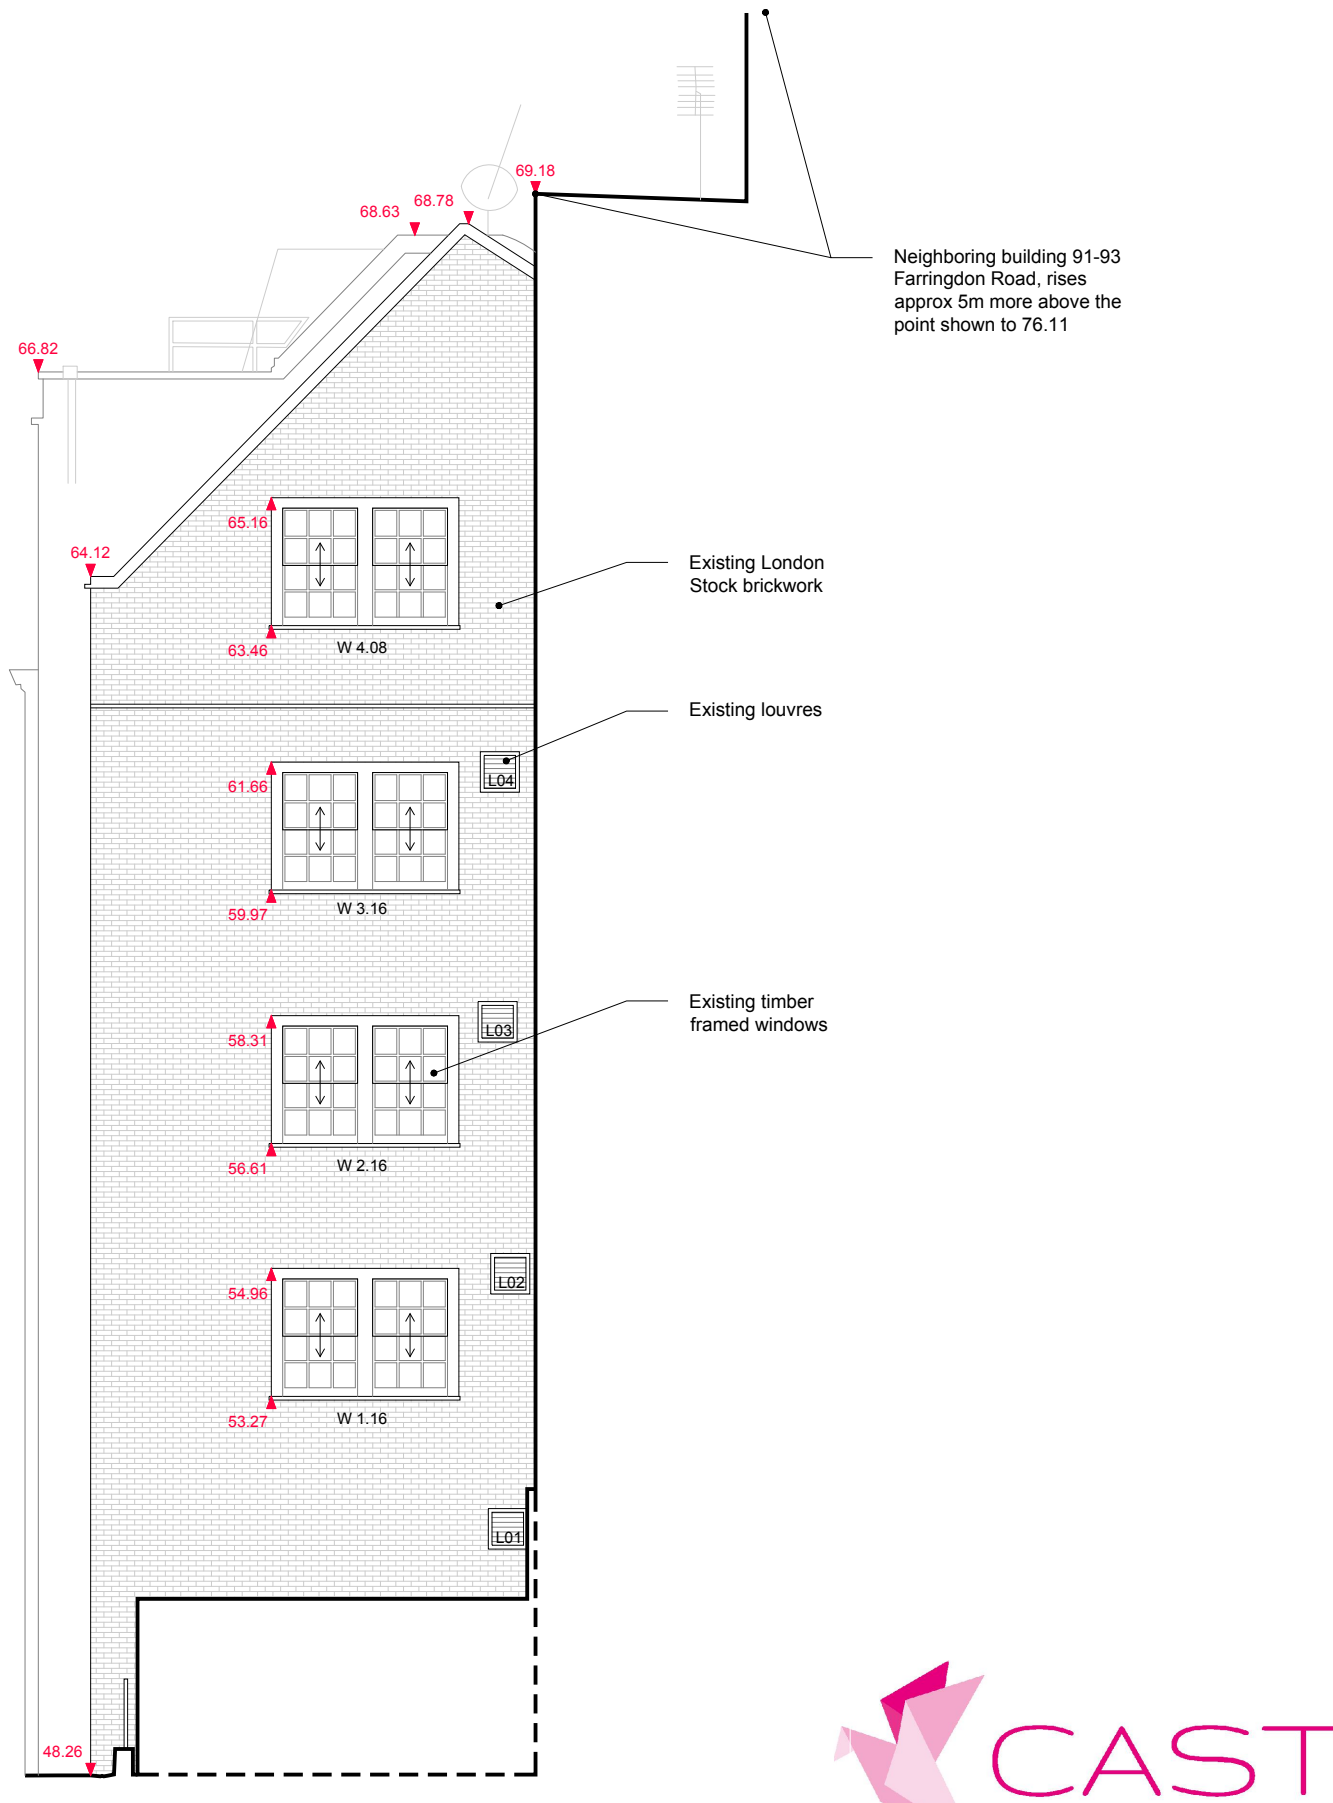 69.18
68.78
68.63
Neighboring building 91-93
Farringdon Road, rises
approx 5m more above the
point shown to 76.11
66.82
65.16
64.12
Existing London
Stock brickwork
63.46
W 4.08
Existing louvres
61.66
L04
59.97
W 3.16
Existing timber
framed windows
58.31
L03
56.61
W 2.16
54.96
L02
53.27
W 1.16
L01
48.26
CAST